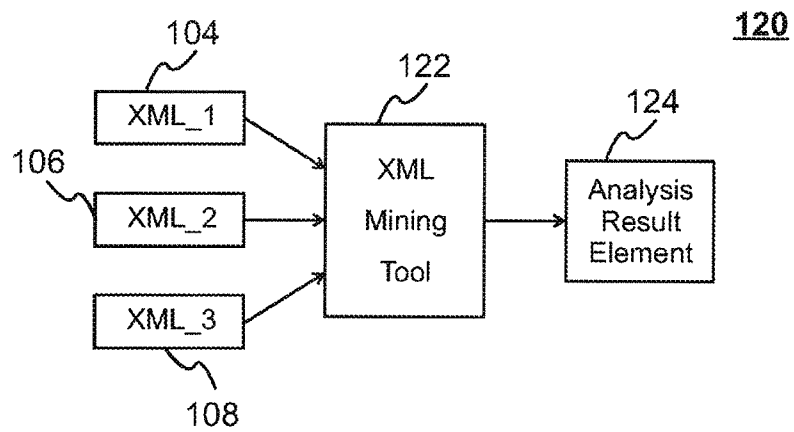 120
104
XML_1
106
XML_2
XML_3
108
122
XML
Mining
Tool
124
Analysis
Result
Element